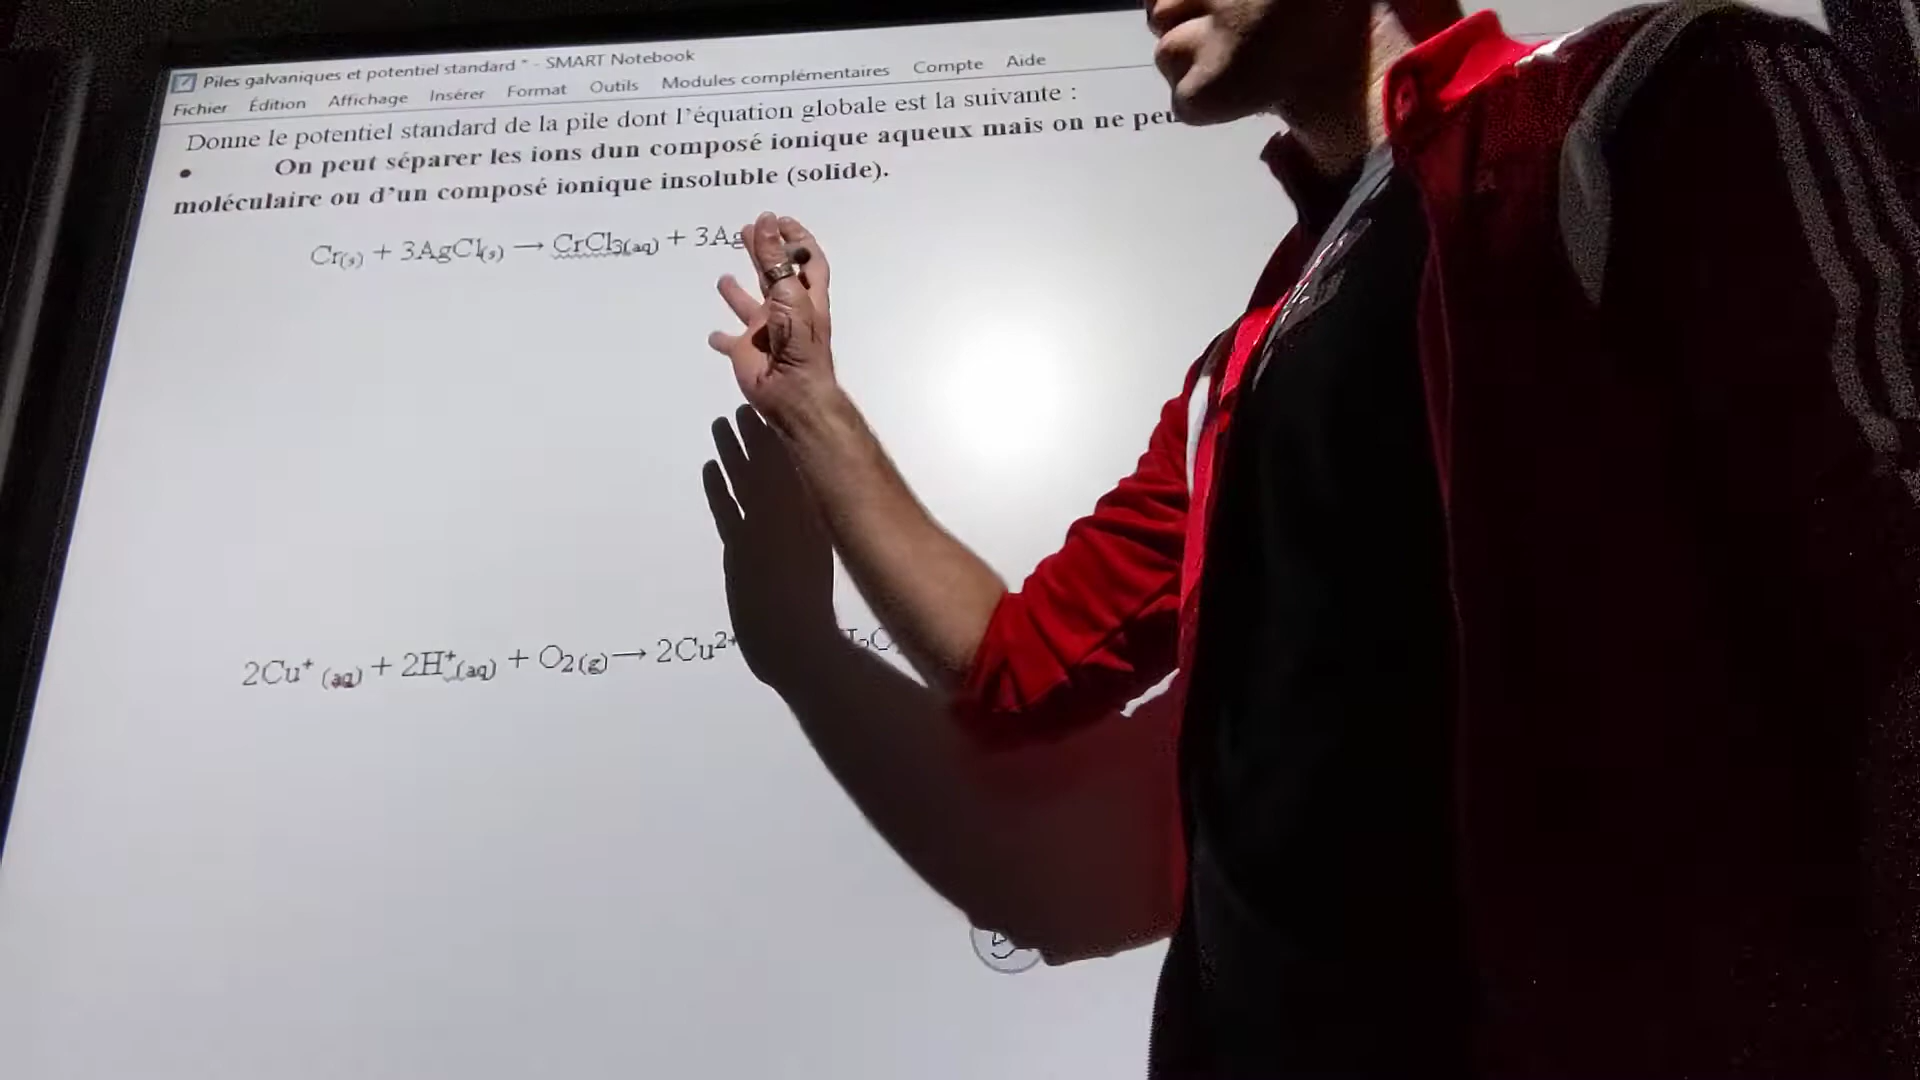 Piles galvaniques et potentiel standard * - SMART Notebook
Fichier Édition Affichage Insérer Format Outils Modules complémentaires Compte Aide
Donne le potentiel standard de la pile dont l'équation globale est la suivante :
• On peut séparer les ions dun composé ionique aqueux mais on ne peu
moléculaire ou d'un composé ionique insoluble (solide).
Cr(s) + 3AgCl(s) → CrCl3(aq) + 3Ag
2Cu⁺ (aq) + 2H⁺(aq) + O2(g) → 2Cu²⁺